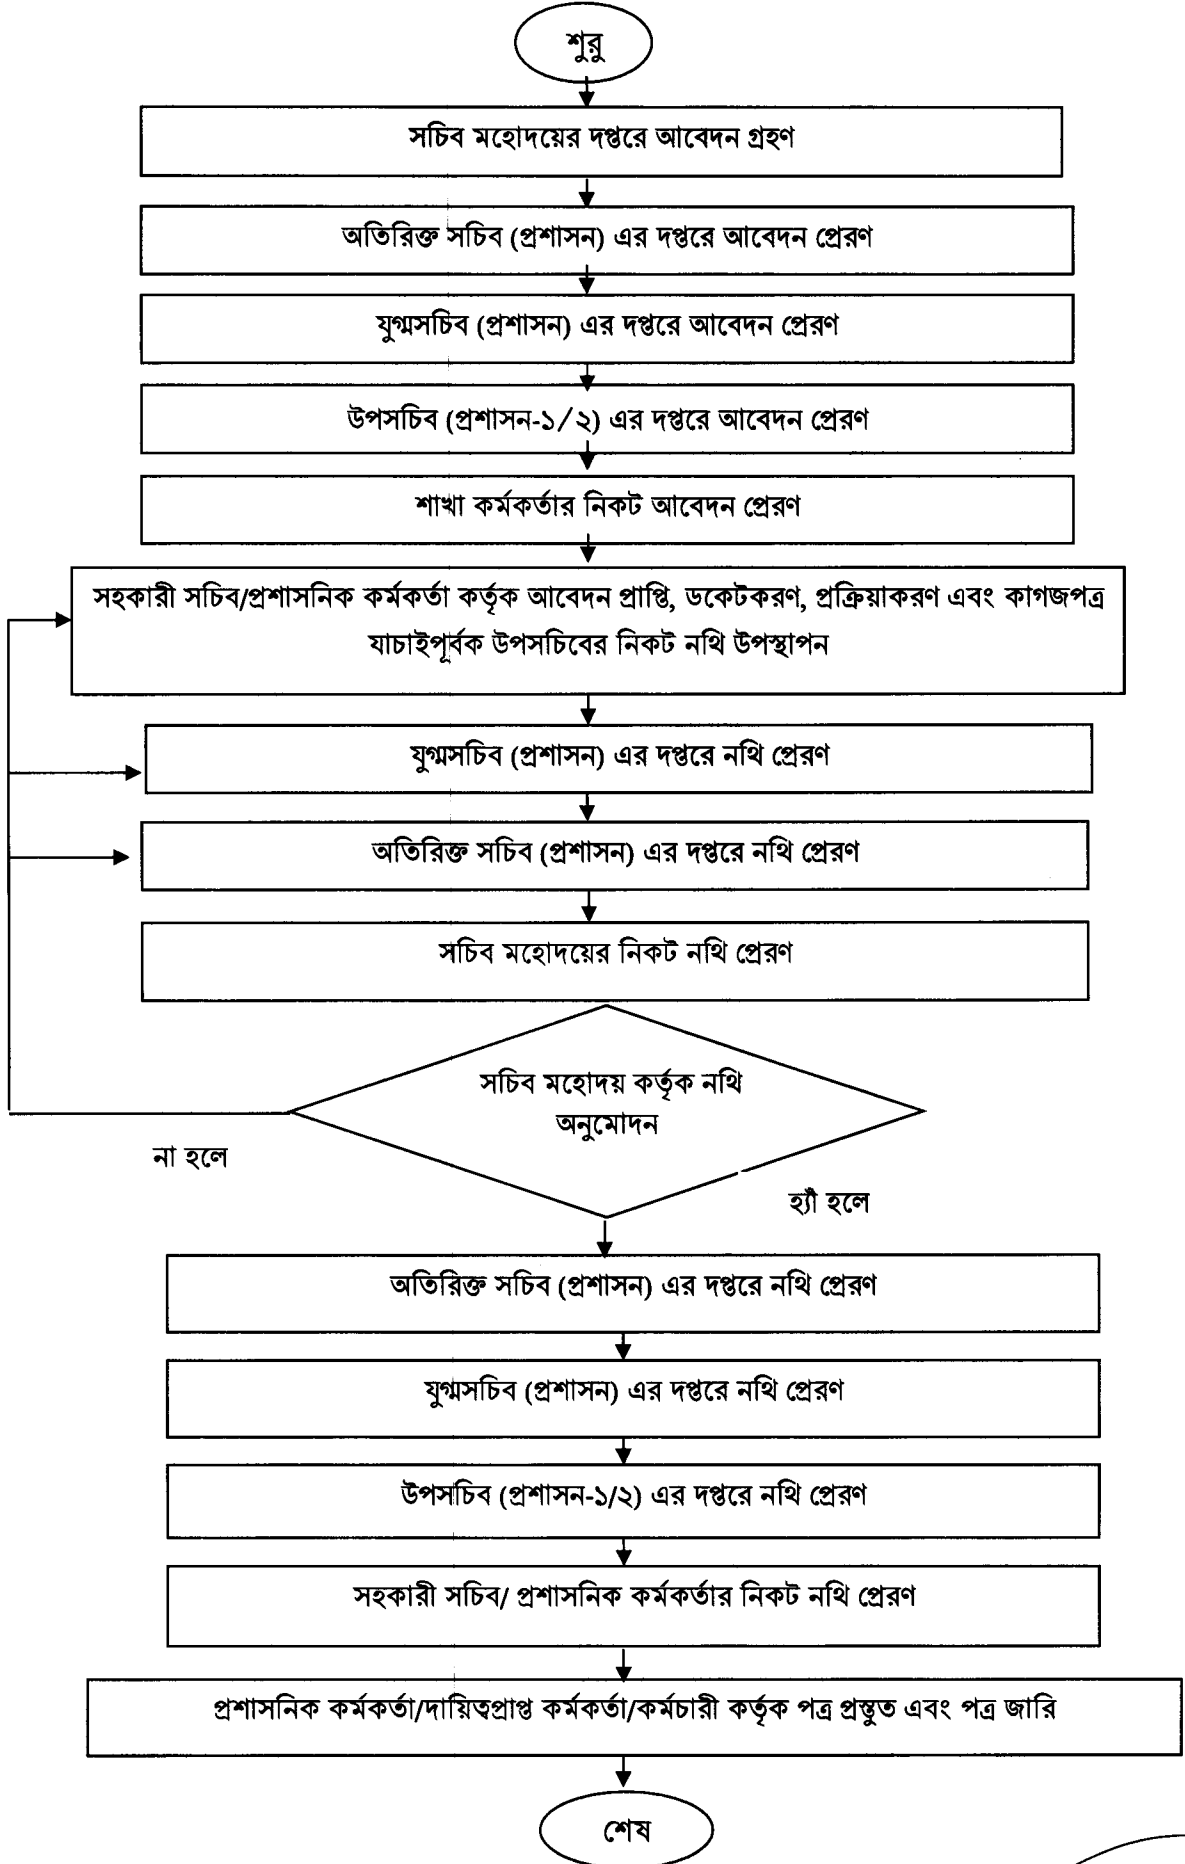 শুরু
সচিব মহোদয়ের দপ্তরে আবেদন গ্রহণ
অতিরিক্ত সচিব (প্রশাসন) এর দপ্তরে আবেদন প্রেরণ
যুগ্মসচিব (প্রশাসন) এর দপ্তরে আবেদন প্রেরণ
উপসচিব (প্রশাসন-১/২) এর দপ্তরে আবেদন প্রেরণ
শাখা কর্মকর্তার নিকট আবেদন প্রেরণ
সহকারী সচিব/প্রশাসনিক কর্মকর্তা কর্তৃক আবেদন প্রাপ্তি, ডকেটকরণ, প্রক্রিয়াকরণ এবং কাগজপত্র
যাচাইপূর্বক উপসচিবের নিকট নথি উপস্থাপন
যুগ্মসচিব (প্রশাসন) এর দপ্তরে নথি প্রেরণ
অতিরিক্ত সচিব (প্রশাসন) এর দপ্তরে নথি প্রেরণ
সচিব মহোদয়ের নিকট নথি প্রেরণ
সচিব মহোদয় কর্তৃক নথি
অনুমোদন
না হলে
হ্যাঁ হলে
অতিরিক্ত সচিব (প্রশাসন) এর দপ্তরে নথি প্রেরণ
যুগ্মসচিব (প্রশাসন) এর দপ্তরে নথি প্রেরণ
উপসচিব (প্রশাসন-১/২) এর দপ্তরে নথি প্রেরণ
সহকারী সচিব/ প্রশাসনিক কর্মকর্তার নিকট নথি প্রেরণ
প্রশাসনিক কর্মকর্তা/দায়িত্বপ্রাপ্ত কর্মকর্তা/কর্মচারী কর্তৃক পত্র প্রস্তুত এবং পত্র জারি
শেষ